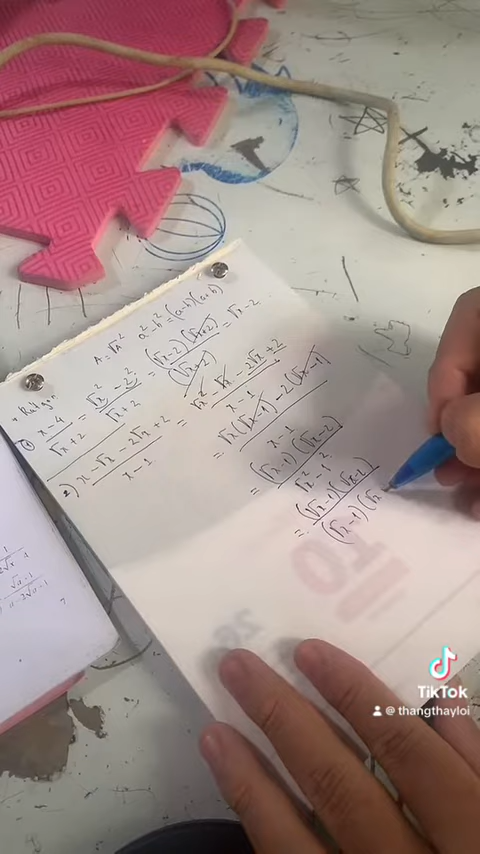 A = √A² a²-b² = (a-b)(a+b)
* Rút gọn
1) x-4 / √x+2 = √x² - 2² / √x+2 = (√x-2)(√x+2) / (√x+2) = √x-2
2) x-√x-2√x+2 / x-1 = √x² - √x - 2√x+2 / x-1
= √x(√x-1) - 2(√x-1) / x-1
= (√x-1)(√x-2) / √x² - 1²
= (√x-1)(√x-2) / (√x-1)(√x
TikTok
@thangthayloi